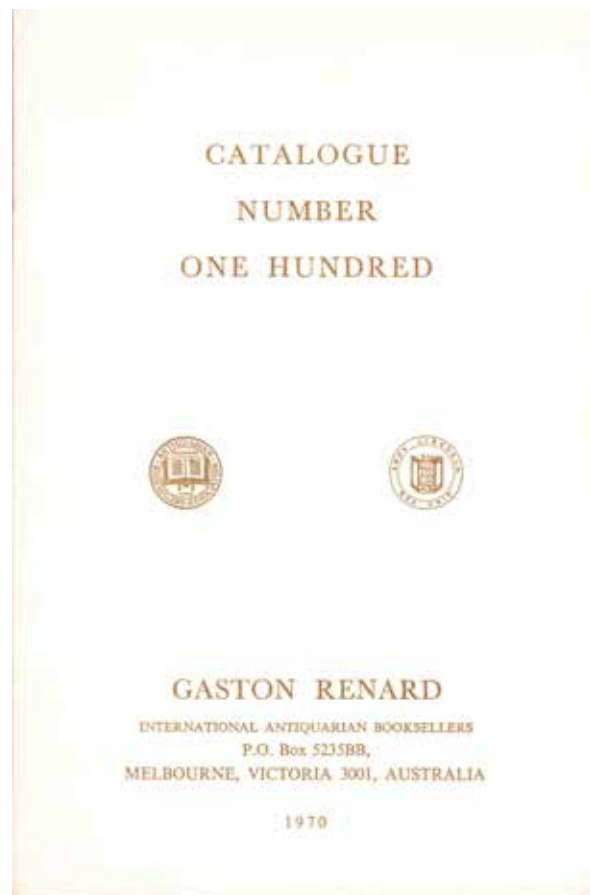 CATALOGUE
NUMBER
ONE HUNDRED
GASTON RENARD
INTERNATIONAL ANTIQUARIAN BOOKSELLERS
P.O. Box 5235BB,
MELBOURNE, VICTORIA 3001, AUSTRALIA
1970